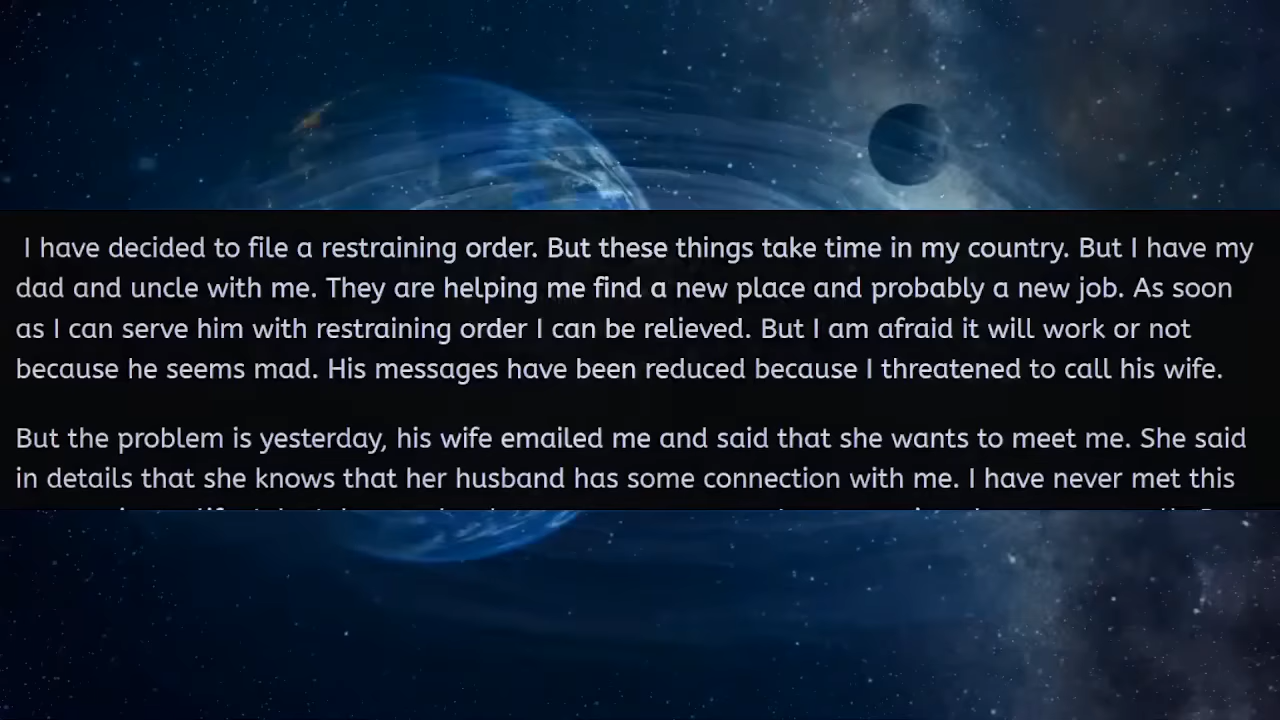 I have decided to file a restraining order. But these things take time in my country. But I have my
dad and uncle with me. They are helping me find a new place and probably a new job. As soon
as I can serve him with restraining order I can be relieved. But I am afraid it will work or not
because he seems mad. His messages have been reduced because I threatened to call his wife.
But the problem is yesterday, his wife emailed me and said that she wants to meet me. She said
in details that she knows that her husband has some connection with me. I have never met this